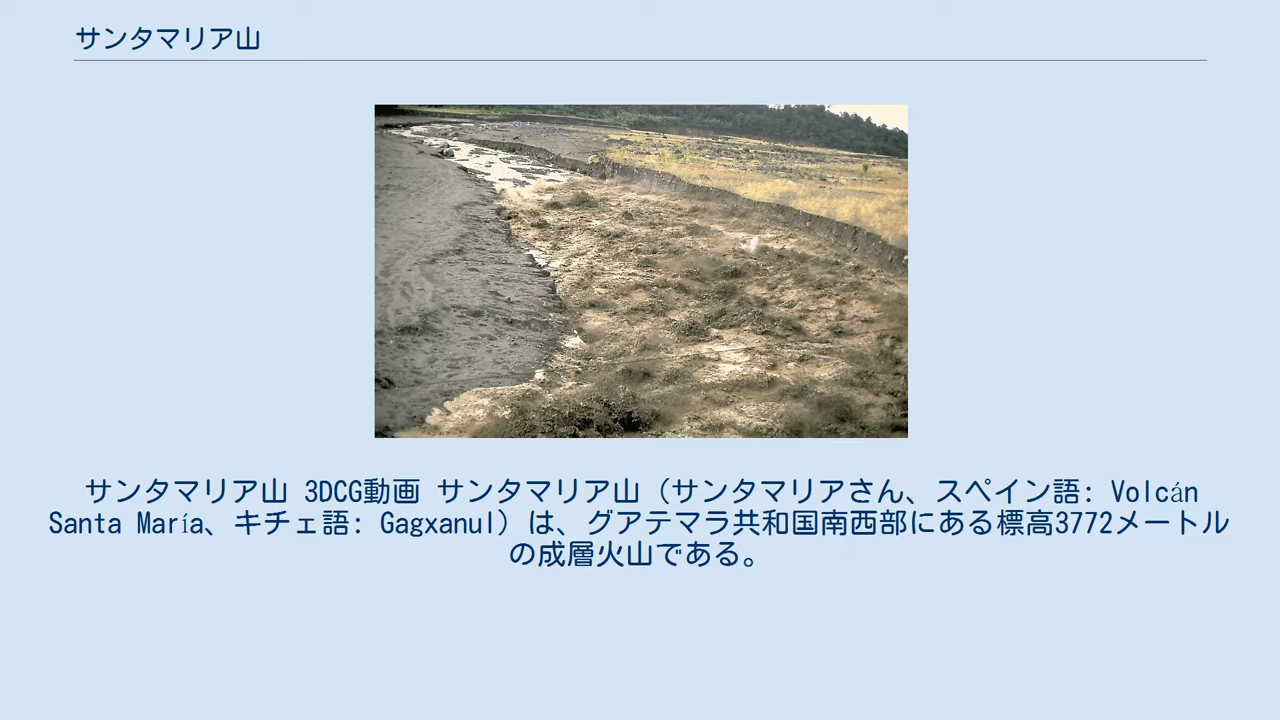 サンタマリア山
サンタマリア山 3DCG動画 サンタマリア山（サンタマリアさん、スペイン語: Volcán
Santa María、キチェ語: Gagxanul）は、グアテマラ共和国南西部にある標高3772メートル
の成層火山である。